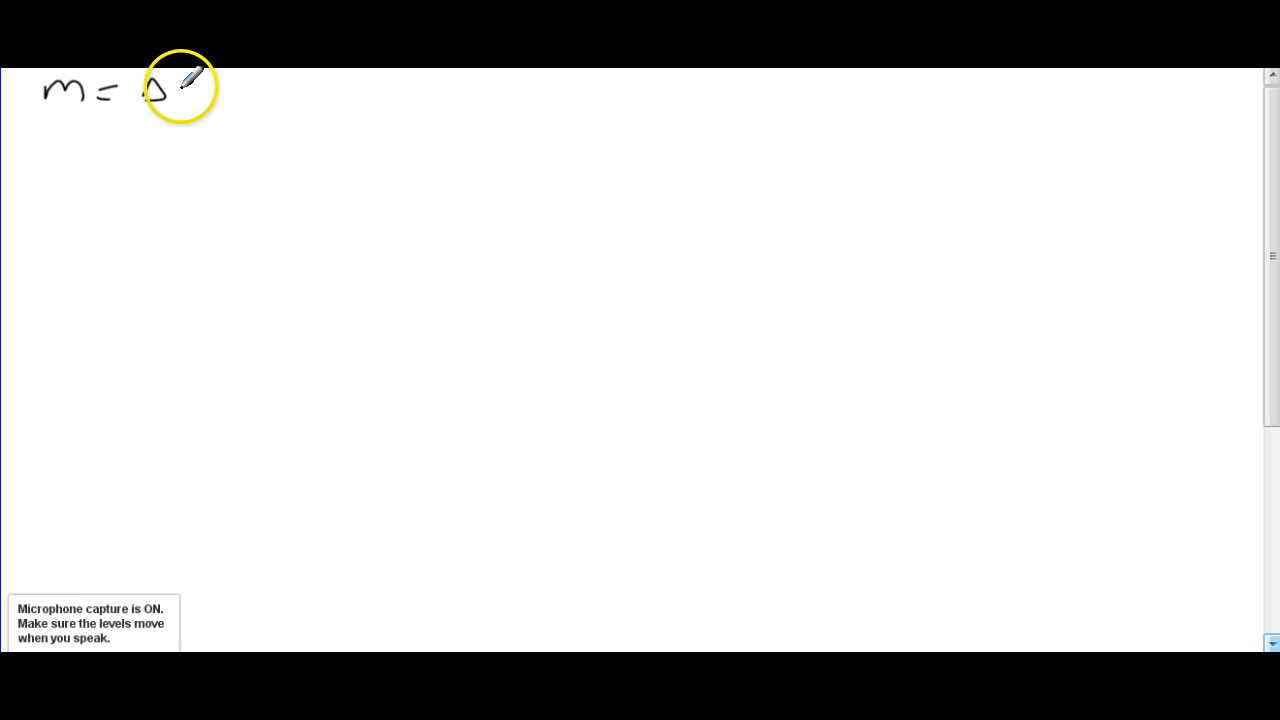 m = Δ
Microphone capture is ON.
Make sure the levels move
when you speak.